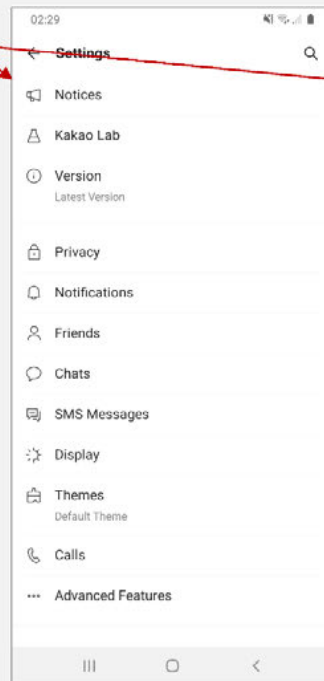 02:29
Settings
Notices
Kakao Lab
Version
Latest Version
Privacy
Notifications
Friends
Chats
SMS Messages
Display
Themes
Default Theme
Calls
Advanced Features